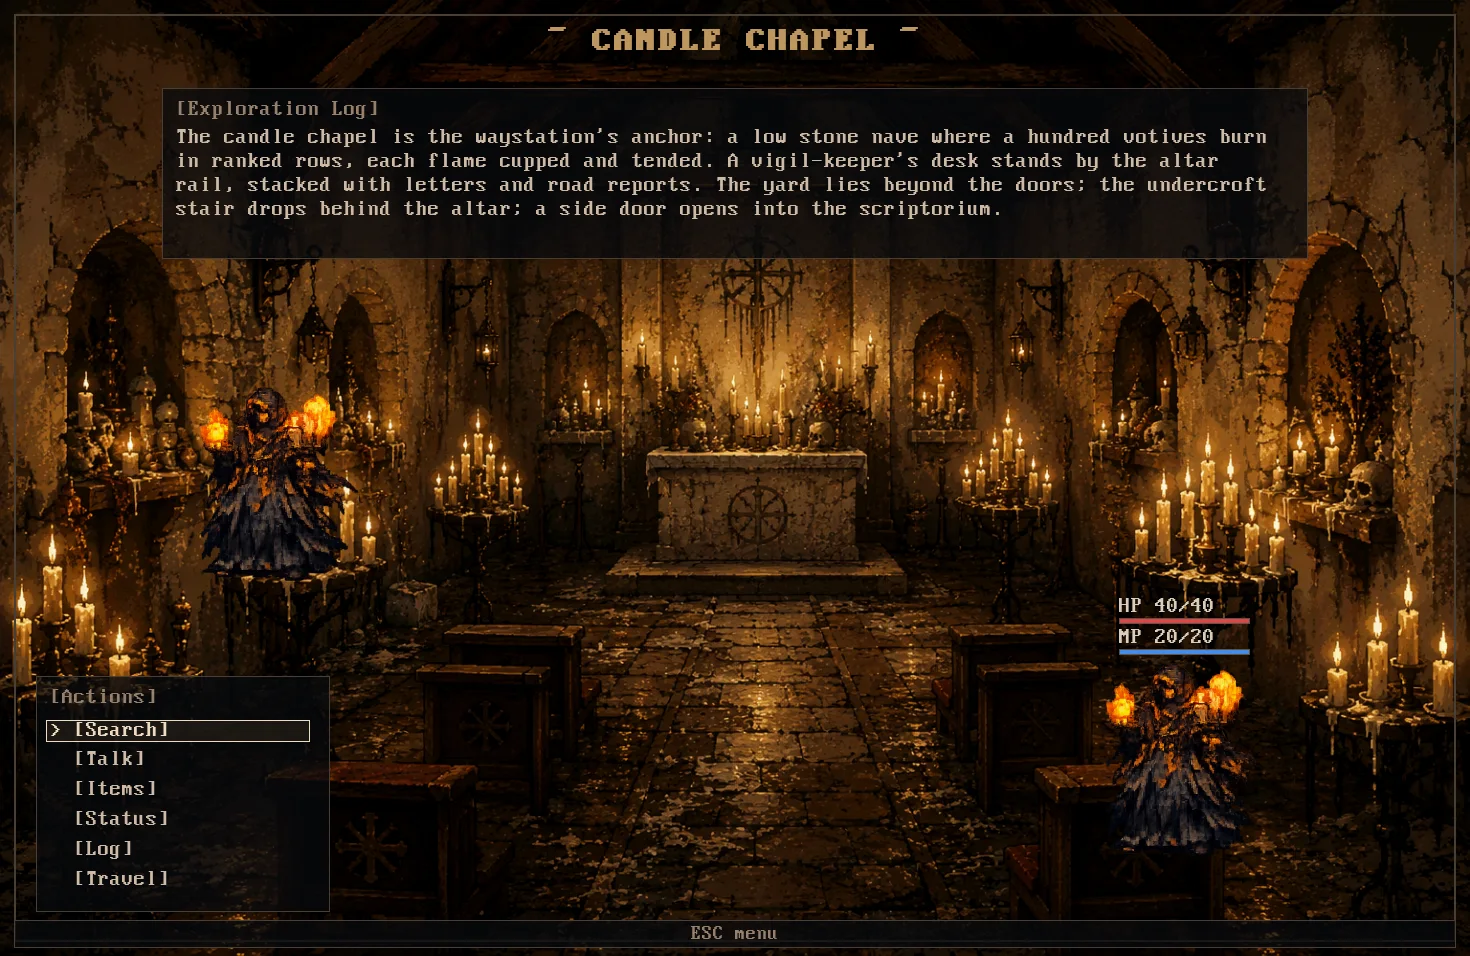 CANDLE CHAPEL
[Exploration Log]
The candle chapel is the waystation's anchor: a low stone nave where a hundred votives burn
in ranked rows, each flame cupped and tended. A vigil-keeper's desk stands by the altar
rail, stacked with letters and road reports. The yard lies beyond the doors; the undercroft
stair drops behind the altar; a side door opens into the scriptorium.
HP 40/40
MP 20/20
[Actions]
> [Search]
[Talk]
[Items]
[Status]
[Log]
[Travel]
ESC menu